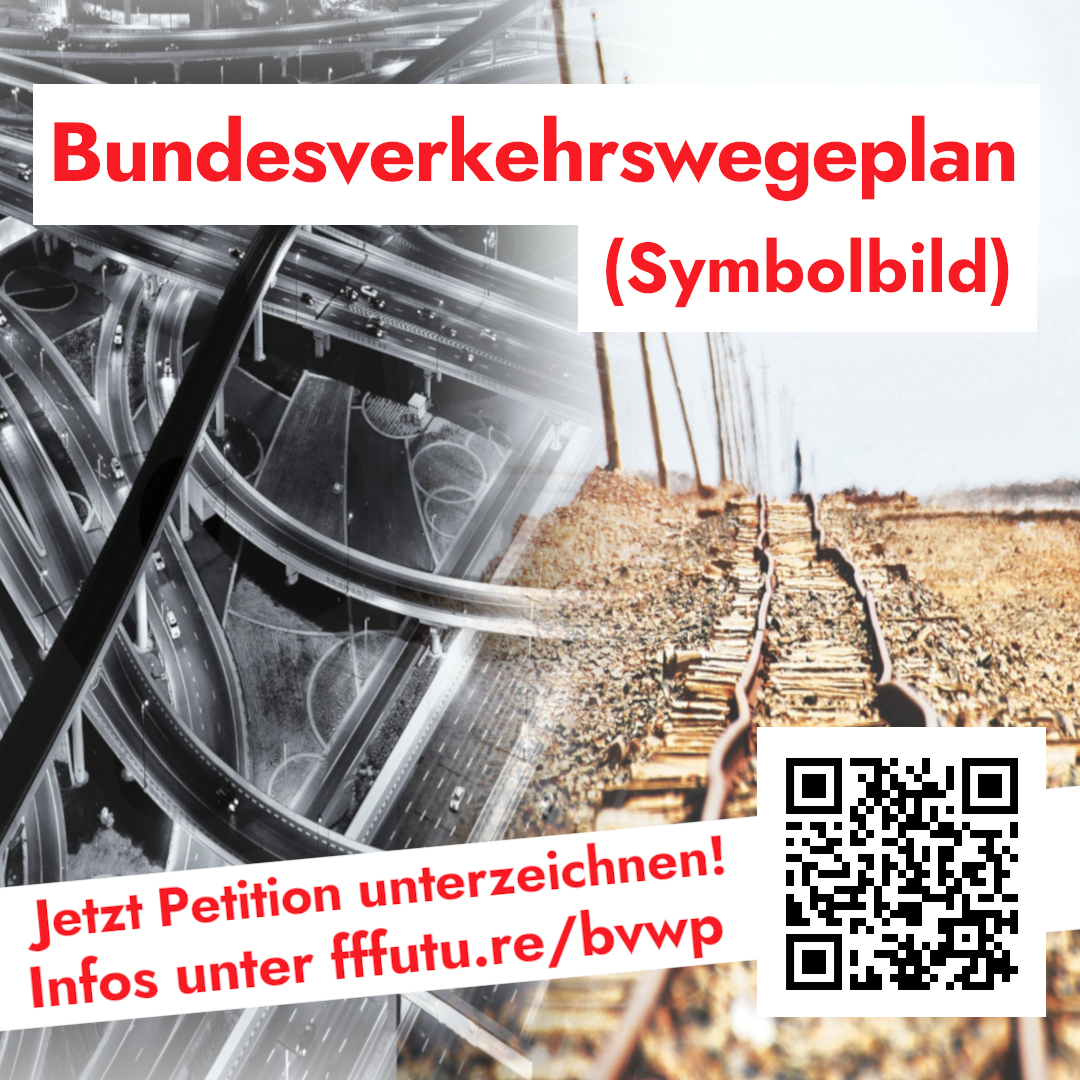 Bundesverkehrswegeplan
(Symbolbild)
Jetzt Petition unterzeichnen!
Infos unter fffutu.re/bvwp